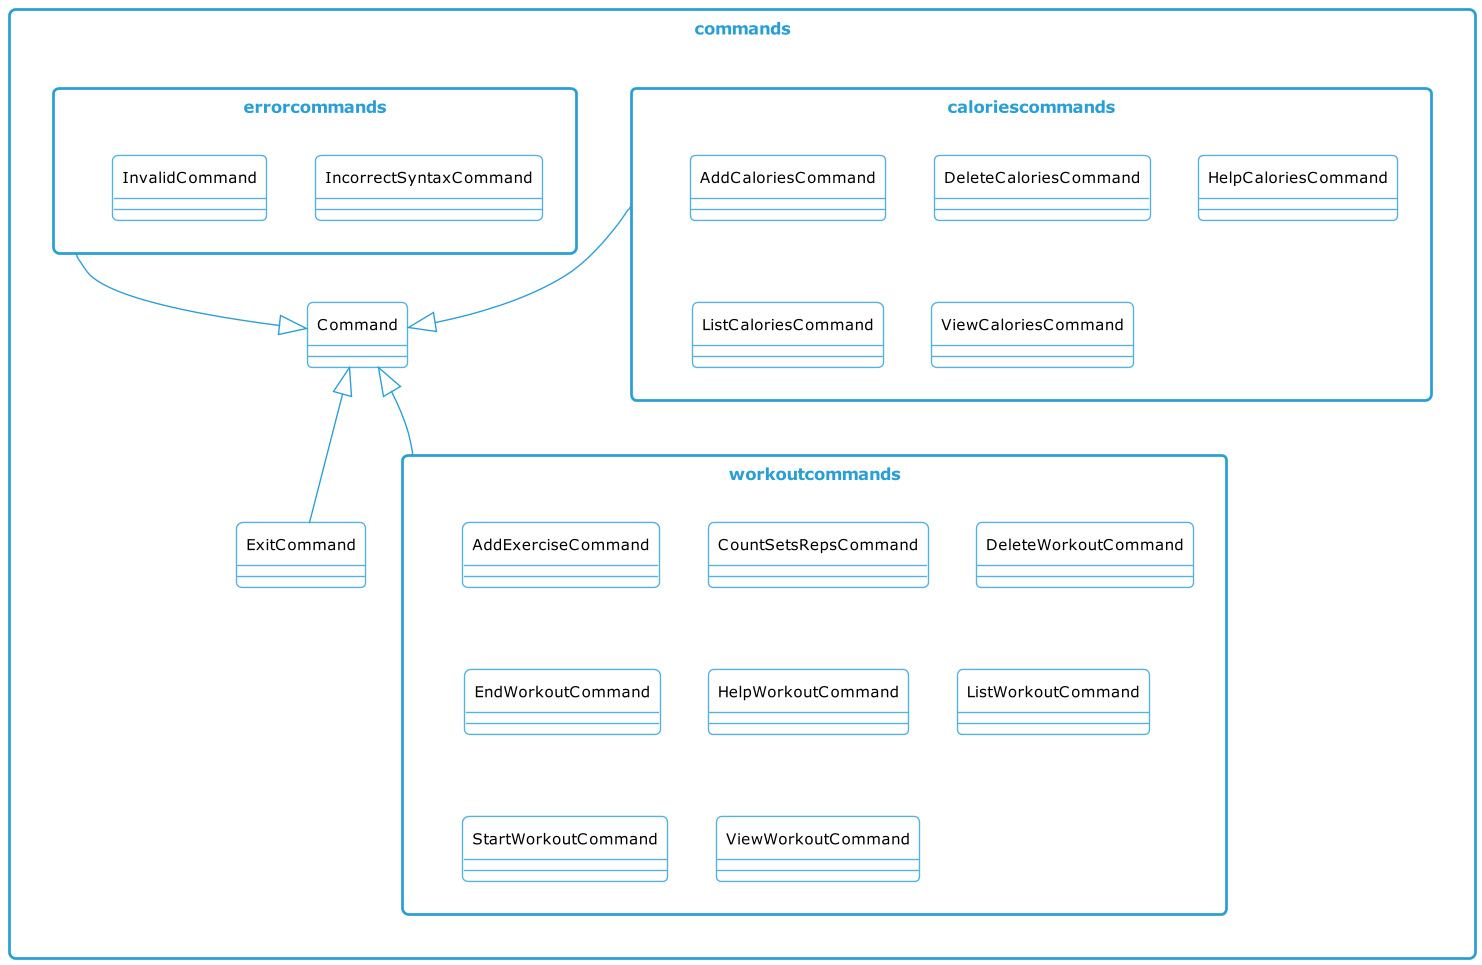 commands
errorcommands
caloriescommands
InvalidCommand
IncorrectSyntaxCommand
AddCaloriesCommand
DeleteCaloriesCommand
HelpCaloriesCommand
Command
ListCaloriesCommand
ViewCaloriesCommand
workoutcommands
ExitCommand
AddExerciseCommand
CountSetsRepsCommand
DeleteWorkoutCommand
EndWorkoutCommand
HelpWorkoutCommand
ListWorkoutCommand
StartWorkoutCommand
ViewWorkoutCommand